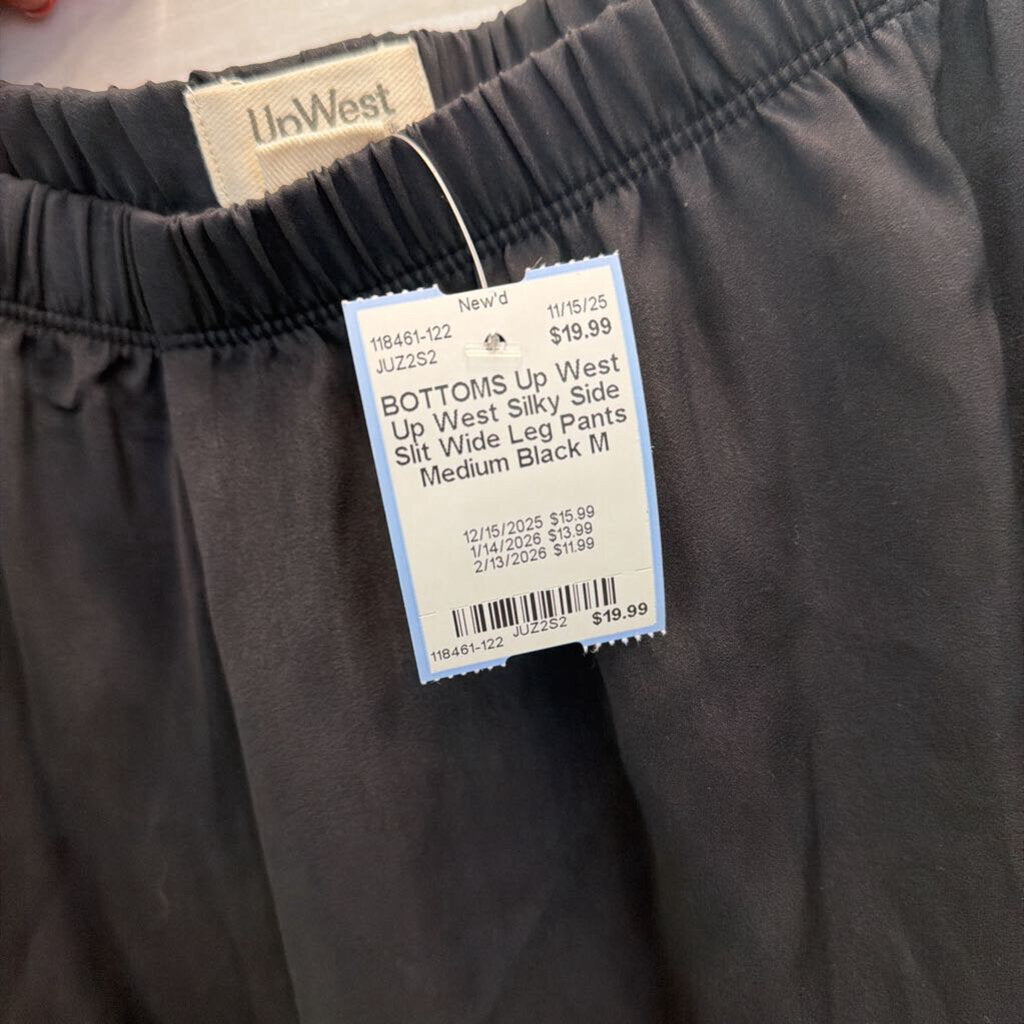 UpWest
New'd
118461-122 11/15/25
JUZ2S2 $19.99
BOTTOMS Up West
Up West Silky Side
Slit Wide Leg Pants
Medium Black M
12/15/2025 $15.99
1/14/2026 $13.99
2/13/2026 $11.99
118461-122 JUZ2S2 $19.99